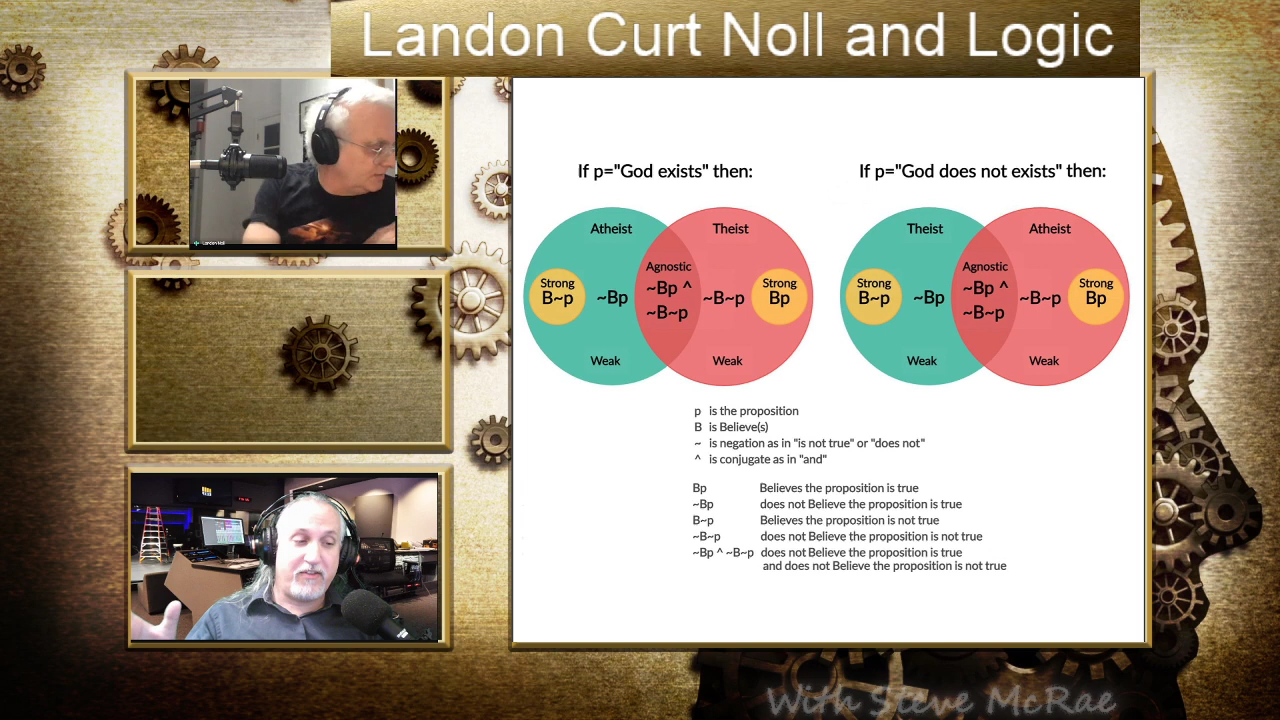 Landon Curt Noll and Logic
Landon Noll
If p="God exists" then:
Atheist
Theist
Agnostic
Strong
B~p
~Bp
~Bp ^
~B~p
~B~p
Strong
Bp
Weak
Weak
If p="God does not exists" then:
Theist
Atheist
Agnostic
Strong
B~p
~Bp
~Bp ^
~B~p
~B~p
Strong
Bp
Weak
Weak
p is the proposition
B is Believe(s)
~ is negation as in "is not true" or "does not"
^ is conjugate as in "and"
Bp Believes the proposition is true
~Bp does not Believe the proposition is true
B~p Believes the proposition is not true
~B~p does not Believe the proposition is not true
~Bp ^ ~B~p does not Believe the proposition is true
and does not Believe the proposition is not true
With Steve McRae